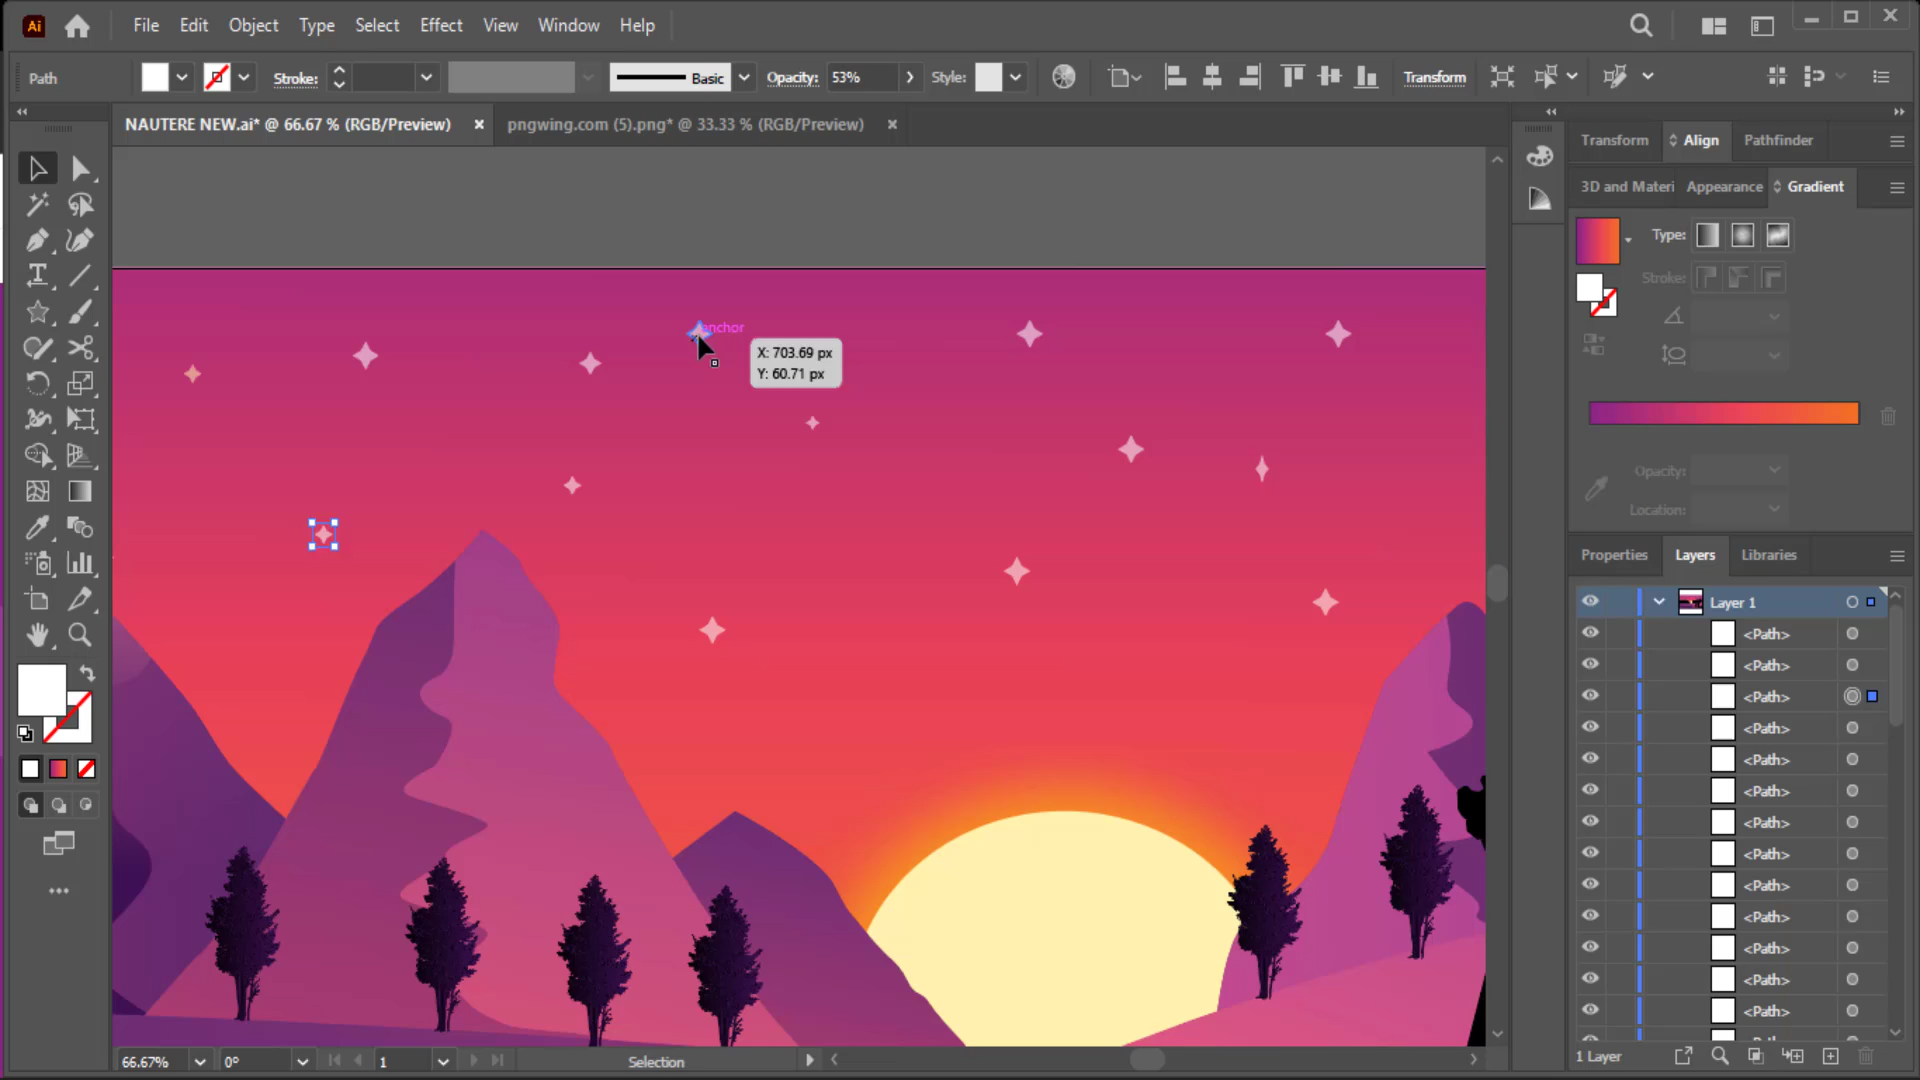 Ai File Edit Object Type Select Effect View Window Help
Path Stroke: Basic Opacity: 53% Style: Transform
NAUTERE NEW.ai* @ 66.67 % (RGB/Preview) × pngwing.com (5).png* @ 33.33 % (RGB/Preview) ×
Transform Align Pathfinder
3D and Materi Appearance Gradient
Type:
Stroke:
anchor
X: 703.69 px
Y: 60.71 px
Opacity:
Location:
Properties Layers Libraries
Layer 1
<Path>
<Path>
<Path>
<Path>
<Path>
<Path>
<Path>
<Path>
<Path>
<Path>
<Path>
<Path>
<Path>
66.67% 0° 1 Selection
1 Layer